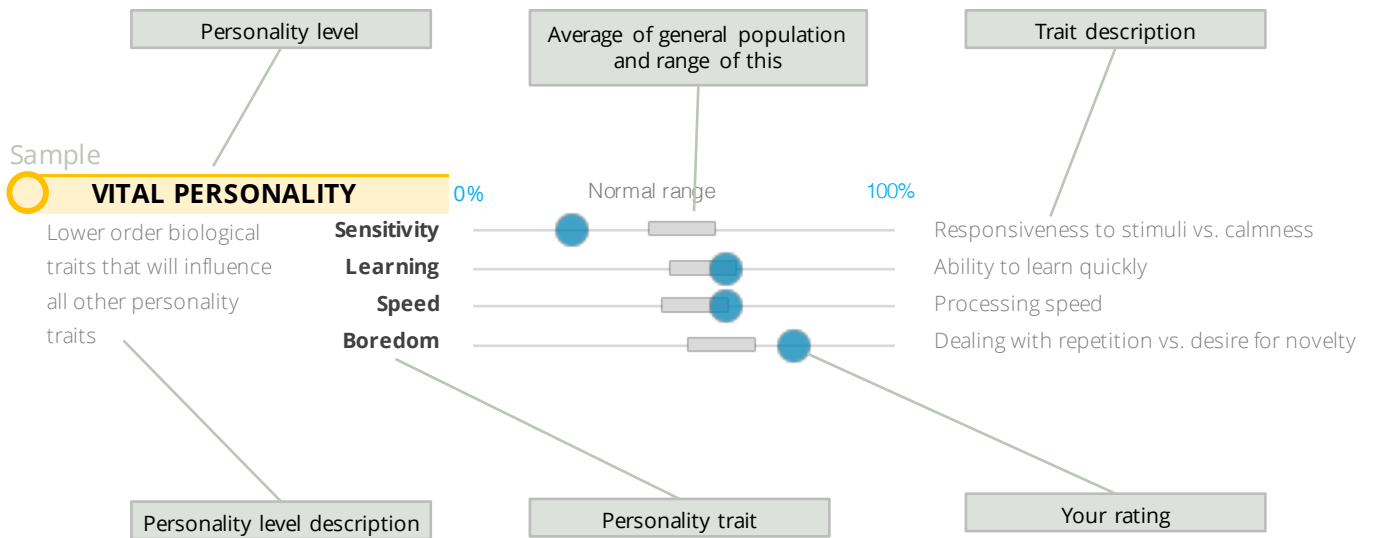 Personality level
Average of general population
and range of this
Trait description
Sample
VITAL PERSONALITY
0%
Normal range
100%
Lower order biological
traits that will influence
all other personality
traits
Sensitivity
Responsiveness to stimuli vs. calmness
Learning
Ability to learn quickly
Speed
Processing speed
Boredom
Dealing with repetition vs. desire for novelty
Personality level description
Personality trait
Your rating